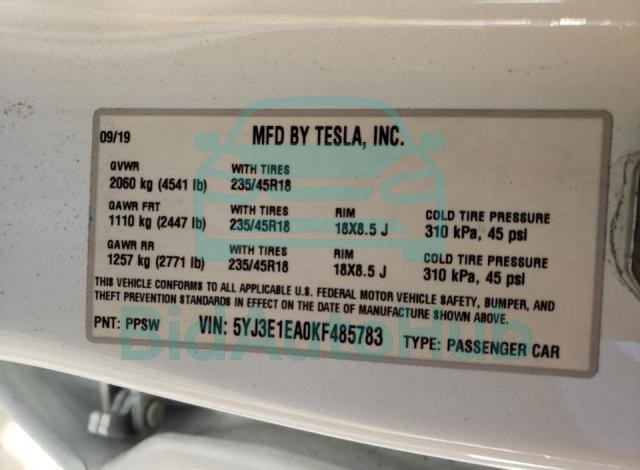 09/19 MFD BY TESLA, INC.
GVWR WITH TIRES
2060 kg (4541 lb) 235/45R18
GAWR FRT WITH TIRES RIM COLD TIRE PRESSURE
1110 kg (2447 lb) 235/45R18 18X8.5 J 310 kPa, 45 psi
GAWR RR WITH TIRES RIM COLD TIRE PRESSURE
1257 kg (2771 lb) 235/45R18 18X8.5 J 310 kPa, 45 psi
THIS VEHICLE CONFORMS TO ALL APPLICABLE U.S. FEDERAL MOTOR VEHICLE SAFETY, BUMPER, AND
THEFT PREVENTION STANDARDS IN EFFECT ON THE DATE OF MANUFACTURE SHOWN ABOVE.
PNT: PPSW VIN: 5YJ3E1EA0KF485783 TYPE: PASSENGER CAR
BidAutoHub